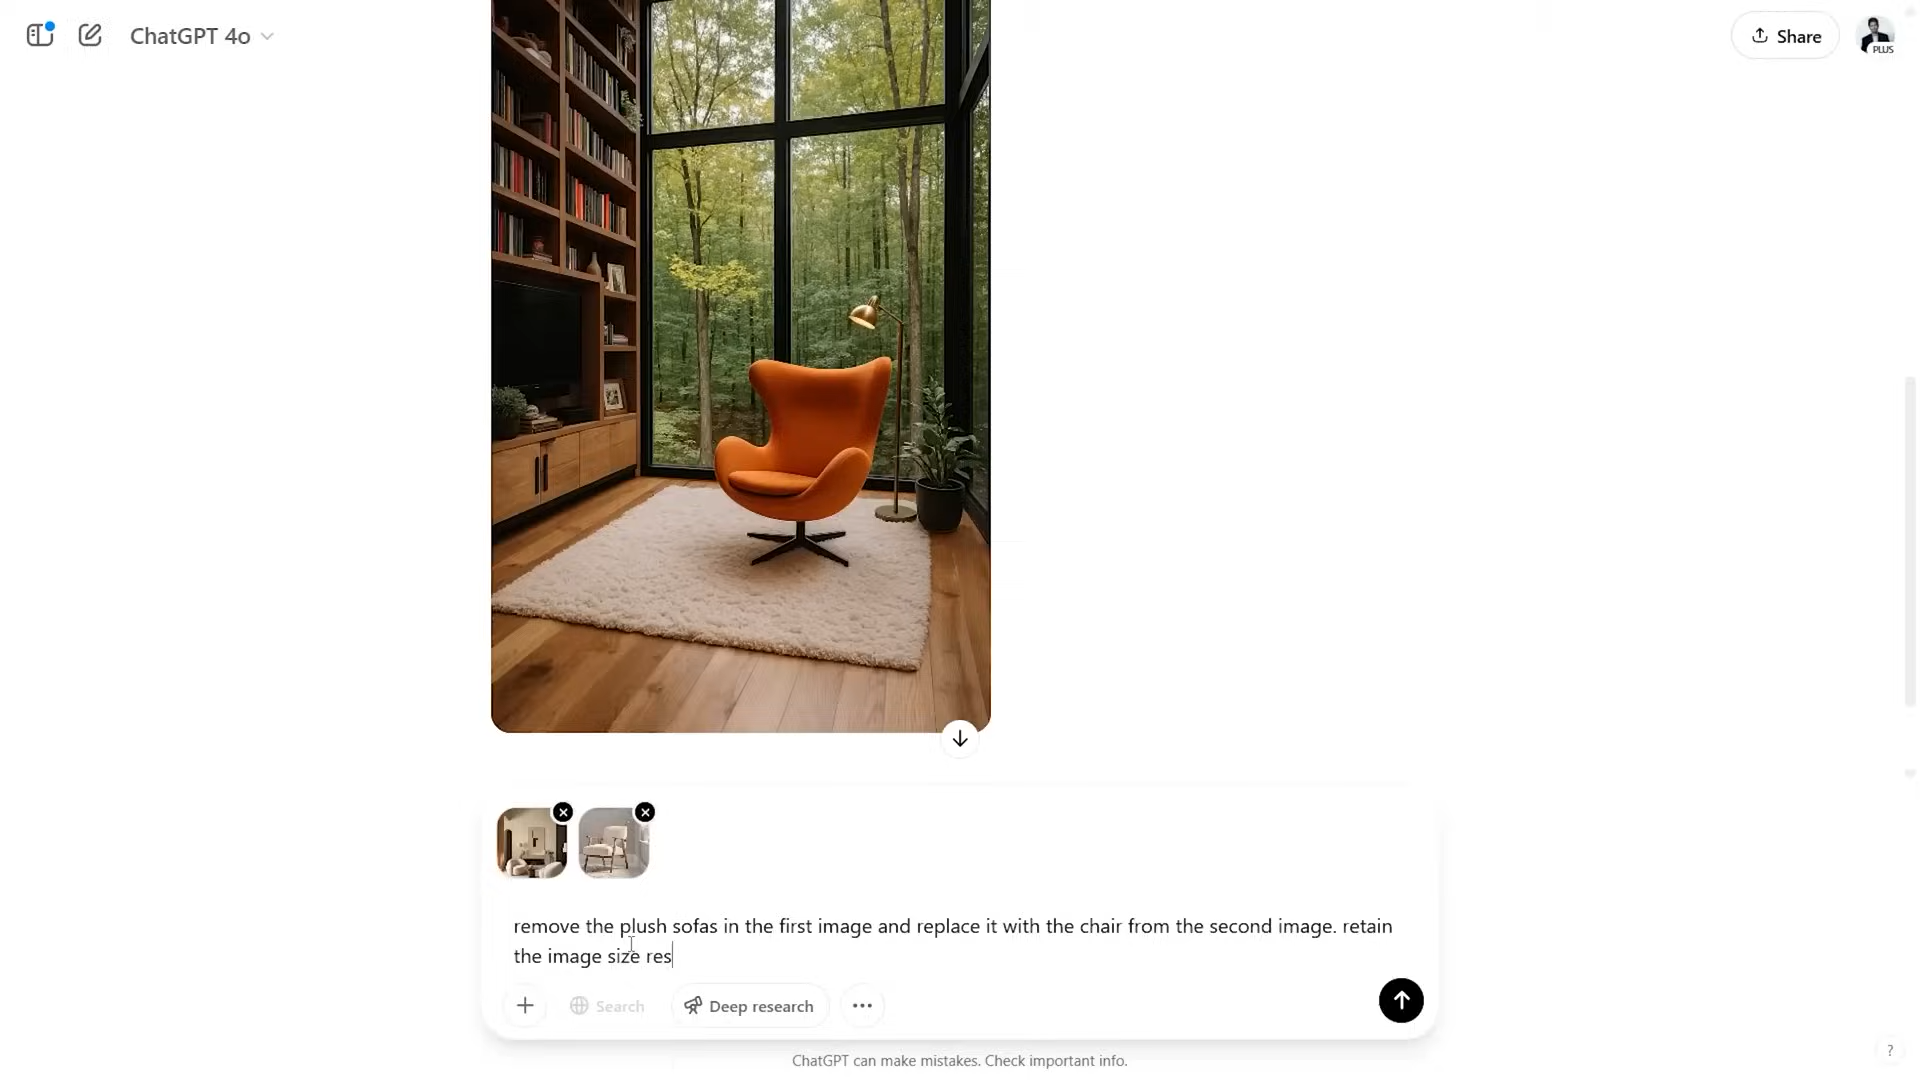 ChatGPT 4o
Share
PLUS
remove the plush sofas in the first image and replace it with the chair from the second image. retain
the image size res
Search
Deep research
ChatGPT can make mistakes. Check important info.
?